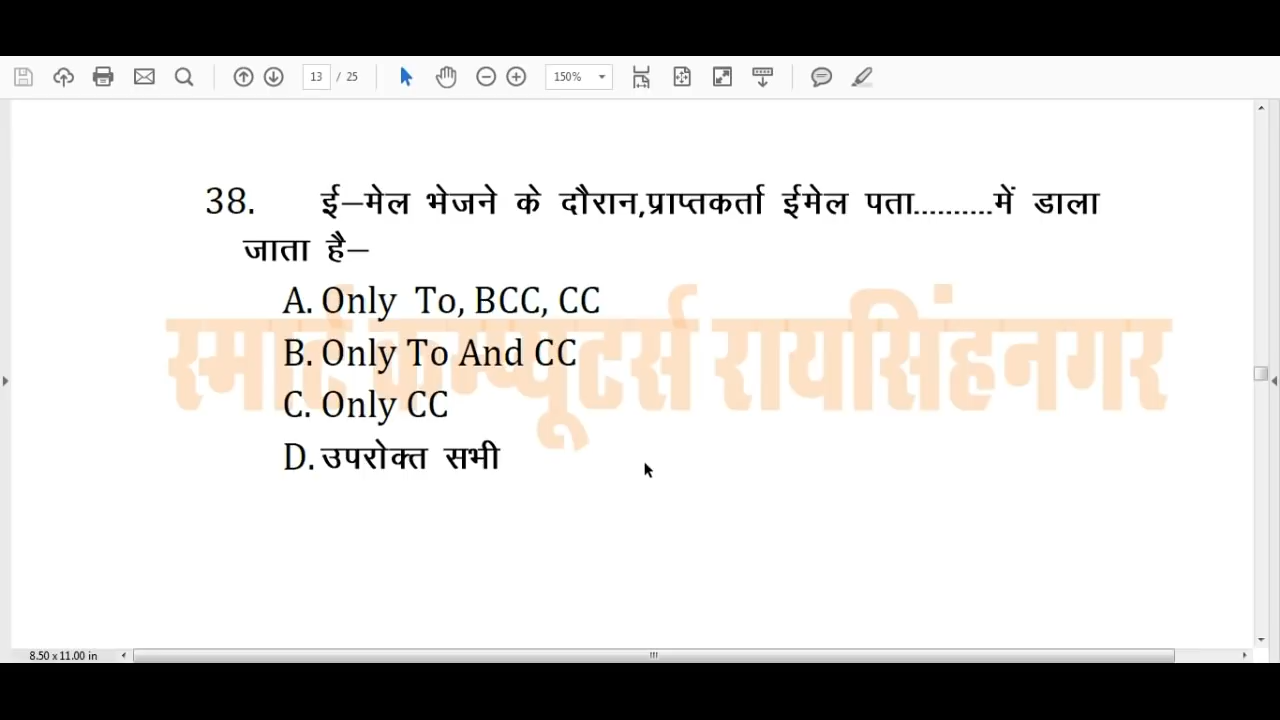 13 / 25
150%
38. ई–मेल भेजने के दौरान,प्राप्तकर्ता ईमेल पता..........में डाला
जाता है–
A. Only To, BCC, CC
B. Only To And CC
C. Only CC
D. उपरोक्त सभी
स्मार्ट कम्प्यूटर्स रायसिंहनगर
8.50 x 11.00 in